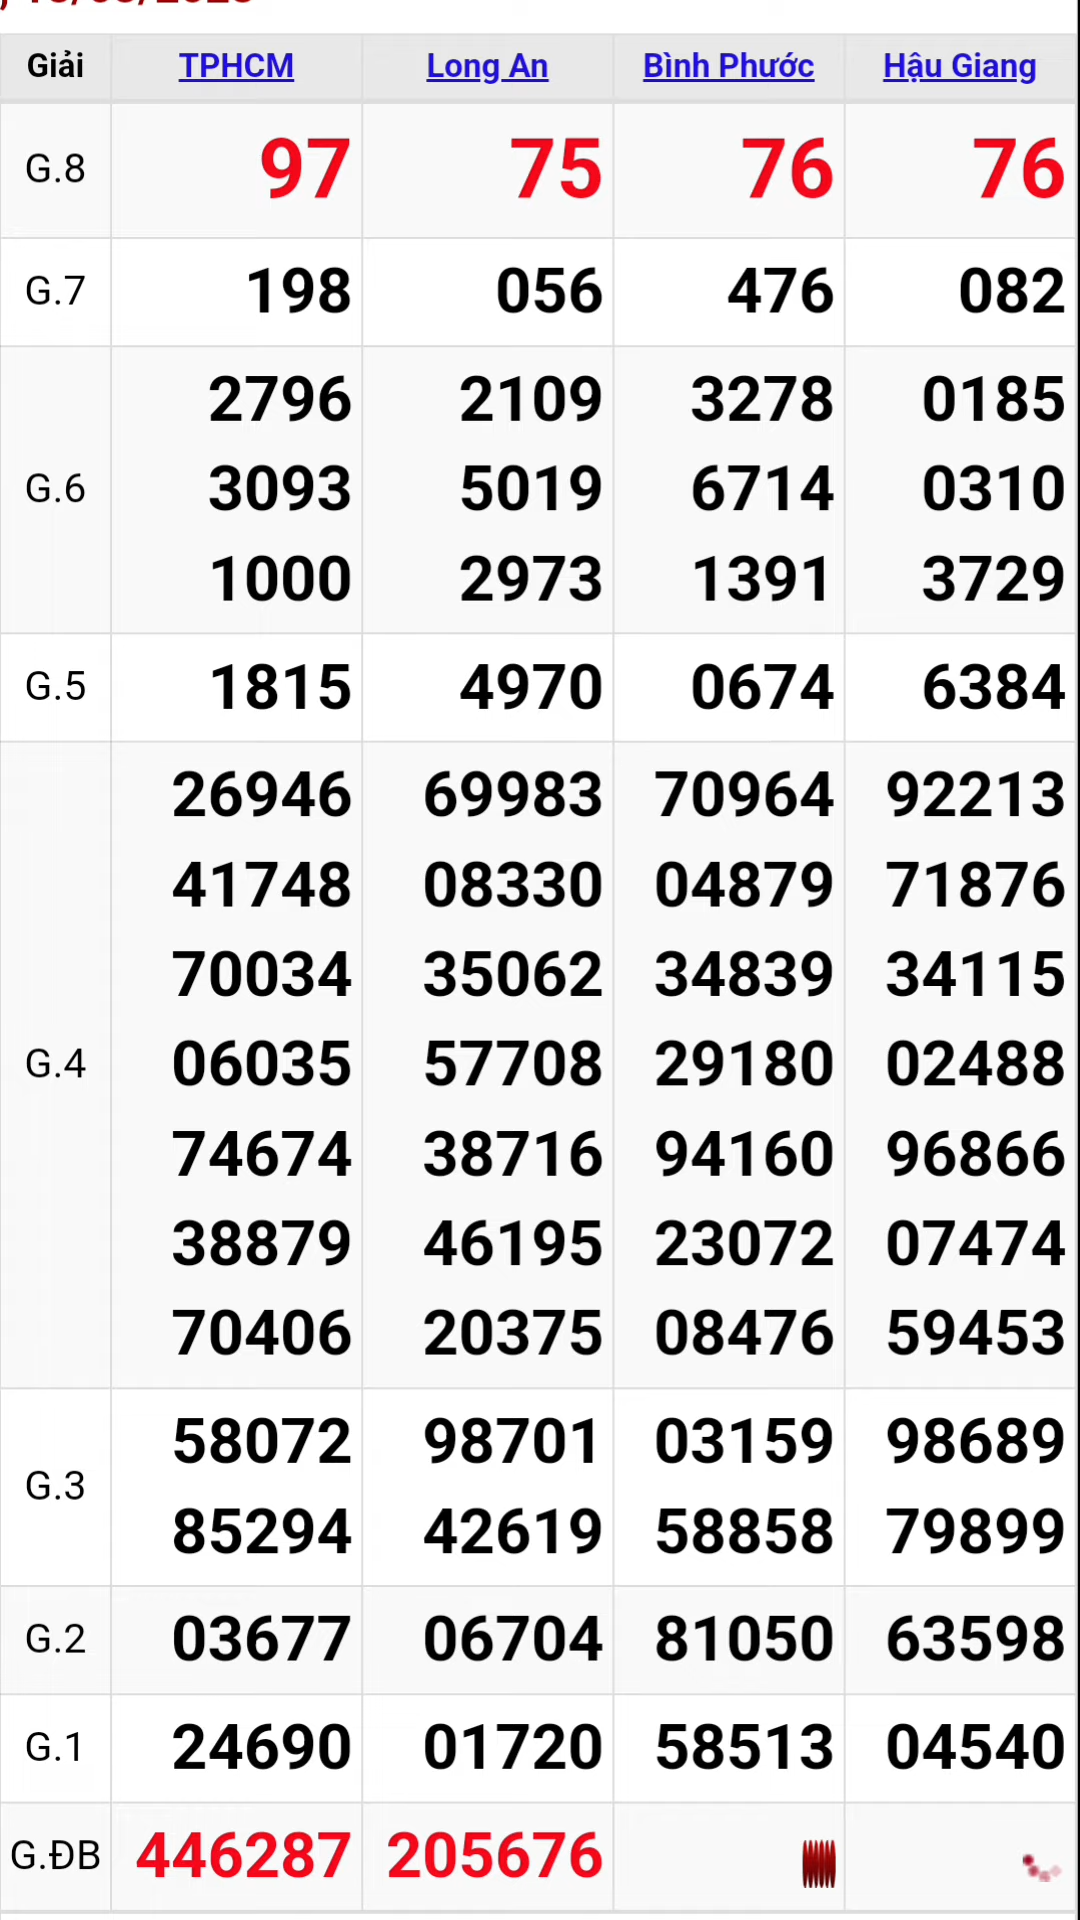 Giải TPHCM Long An Bình Phước Hậu Giang
G.8 97 75 76 76
G.7 198 056 476 082
2796 2109 3278 0185
G.6 3093 5019 6714 0310
1000 2973 1391 3729
G.5 1815 4970 0674 6384
26946 69983 70964 92213
41748 08330 04879 71876
70034 35062 34839 34115
G.4 06035 57708 29180 02488
74674 38716 94160 96866
38879 46195 23072 07474
70406 20375 08476 59453
G.3
58072 98701 03159 98689
85294 42619 58858 79899
G.2 03677 06704 81050 63598
G.1 24690 01720 58513 04540
G.ĐB 446287 205676